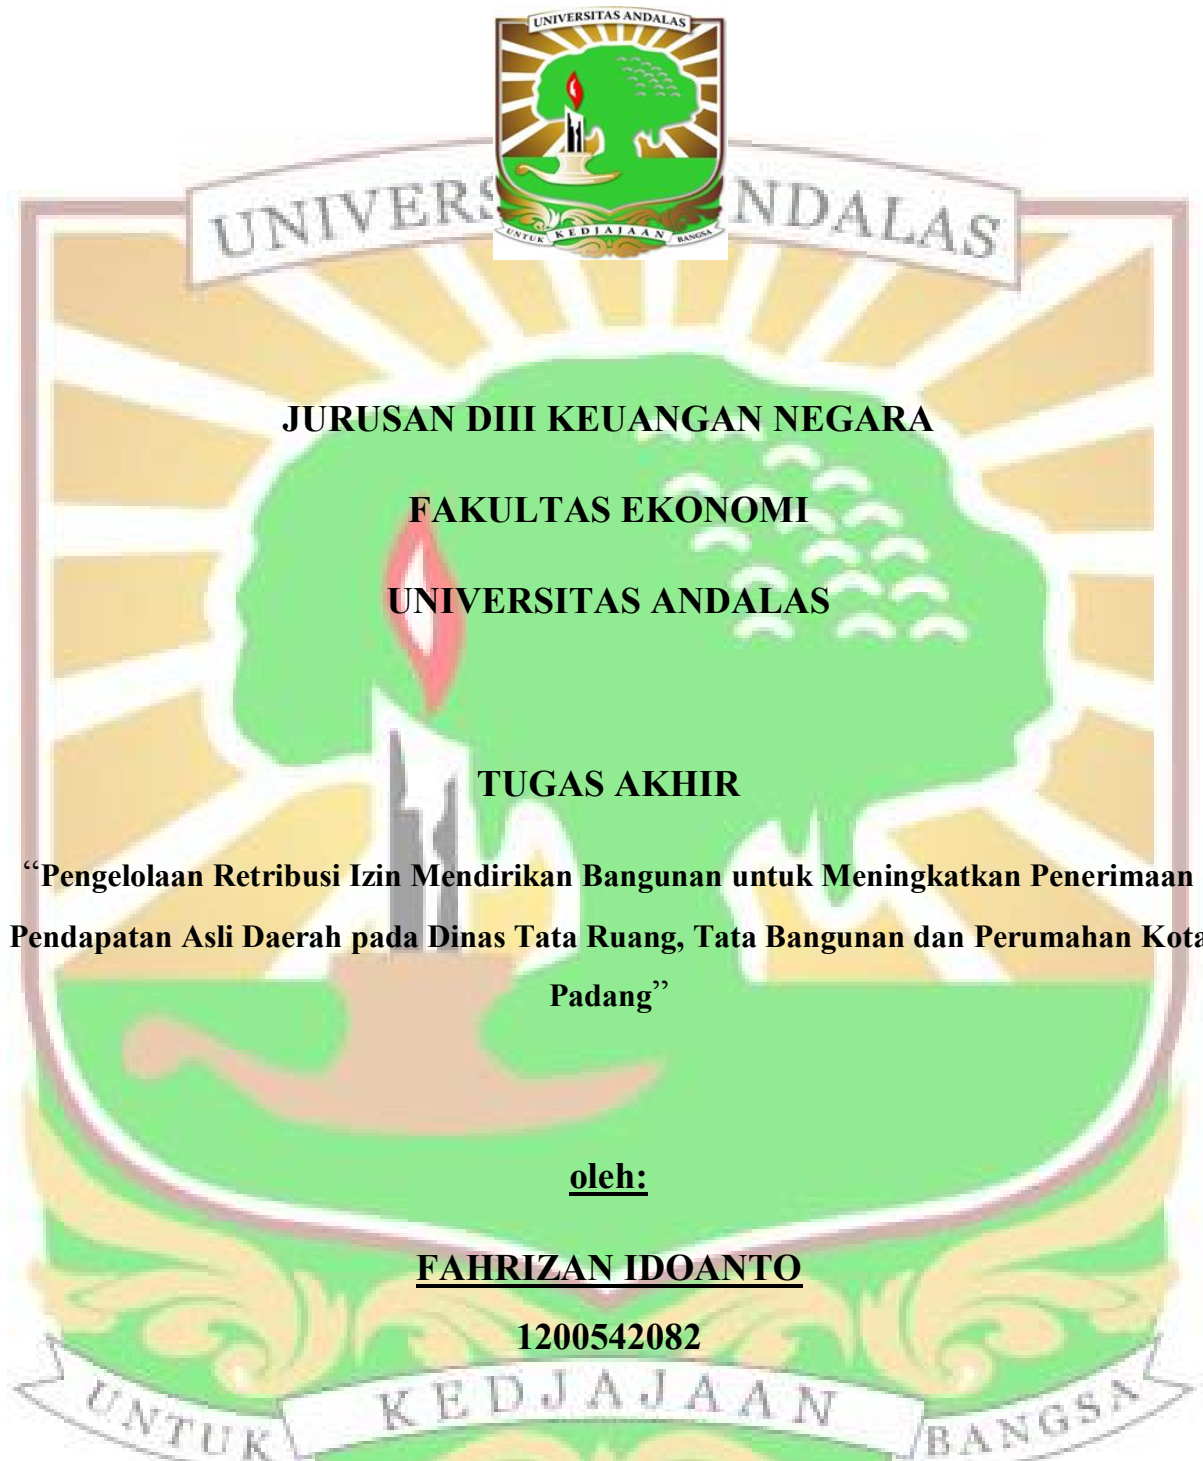 UNIVERSITAS ANDALAS
UNTUK KEDJAJAAN BANGSA
UNIVERS NDALAS
JURUSAN DIII KEUANGAN NEGARA
FAKULTAS EKONOMI
UNIVERSITAS ANDALAS
TUGAS AKHIR
“Pengelolaan Retribusi Izin Mendirikan Bangunan untuk Meningkatkan Penerimaan
Pendapatan Asli Daerah pada Dinas Tata Ruang, Tata Bangunan dan Perumahan Kota
Padang”
oleh:
FAHRIZAN IDOANTO
1200542082
UNTUK KEDJAJAAN BANGSA